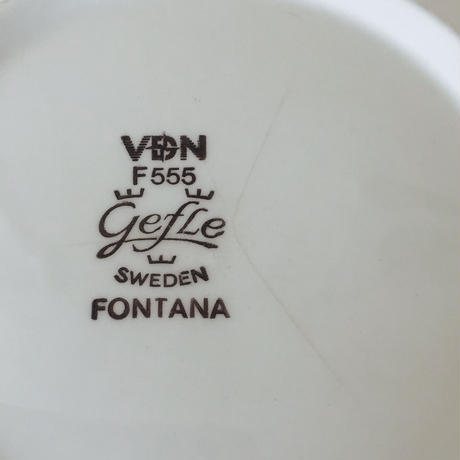 VDN
F555
Gefle
SWEDEN
FONTANA